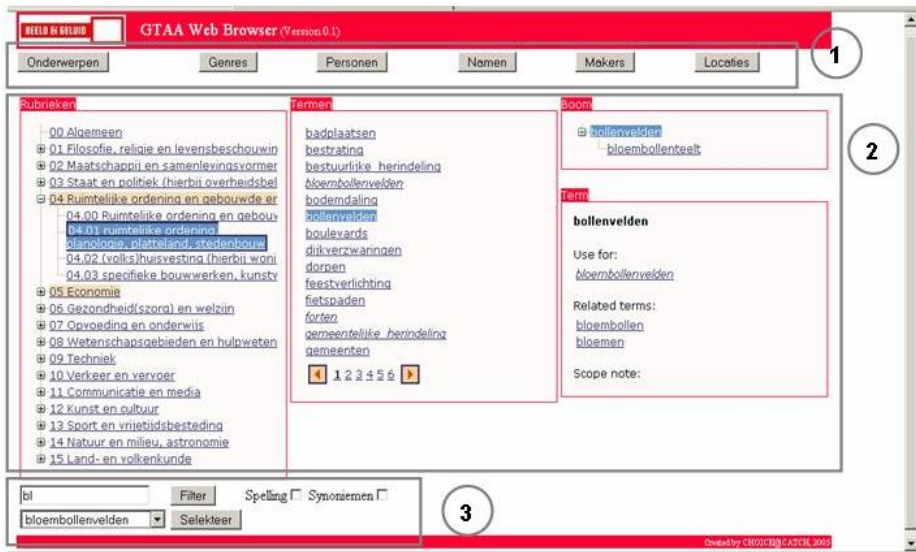 BEELD & GELUID
GTAA Web Browser (Version 0.1)
Onderwerpen Genres Personen Namen Makers Locaties
1
Rubrieken
00 Algemeen
01 Filosofie, religie en levensbeschouwin
02 Maatschappij en samenlevingsvormen
03 Staat en politiek (hierbij overheidsbel
04 Ruimtelijke ordening en gebouwde er
04.00 Ruimtelijke ordening en gebouv
04.01 ruimtelijke ordening,
planologie, platteland, stedenbouw
04.02 (volks)huisvesting (hierbij woni
04.03 specifieke bouwwerken, kunstv
05 Economie
06 Gezondheid(szorg) en welzijn
07 Opvoeding en onderwijs
08 Wetenschapsgebieden en hulpweten
09 Techniek
10 Verkeer en vervoer
11 Communicatie en media
12 Kunst en cultuur
13 Sport en vrijetijdsbesteding
14 Natuur en milieu, astronomie
15 Land- en volkenkunde
Termen
badplaatsen
bestrating
bestuurlijke herindeling
bloembollenvelden
bodemdaling
bollenvelden
boulevards
dijkverzwaringen
dorpen
feestverlichting
fietspaden
forten
gemeentelijke herindeling
gemeenten
1 2 3 4 5 6
Boom
bollenvelden
bloembollenteelt
Term
bollenvelden
Use for:
bloembollenvelden
Related terms:
bloembollen
bloemen
Scope note:
2
bl Filter Spelling Synoniemen
bloembollenvelden Selekteer
3
Created by CHOICE@CATCH, 2005